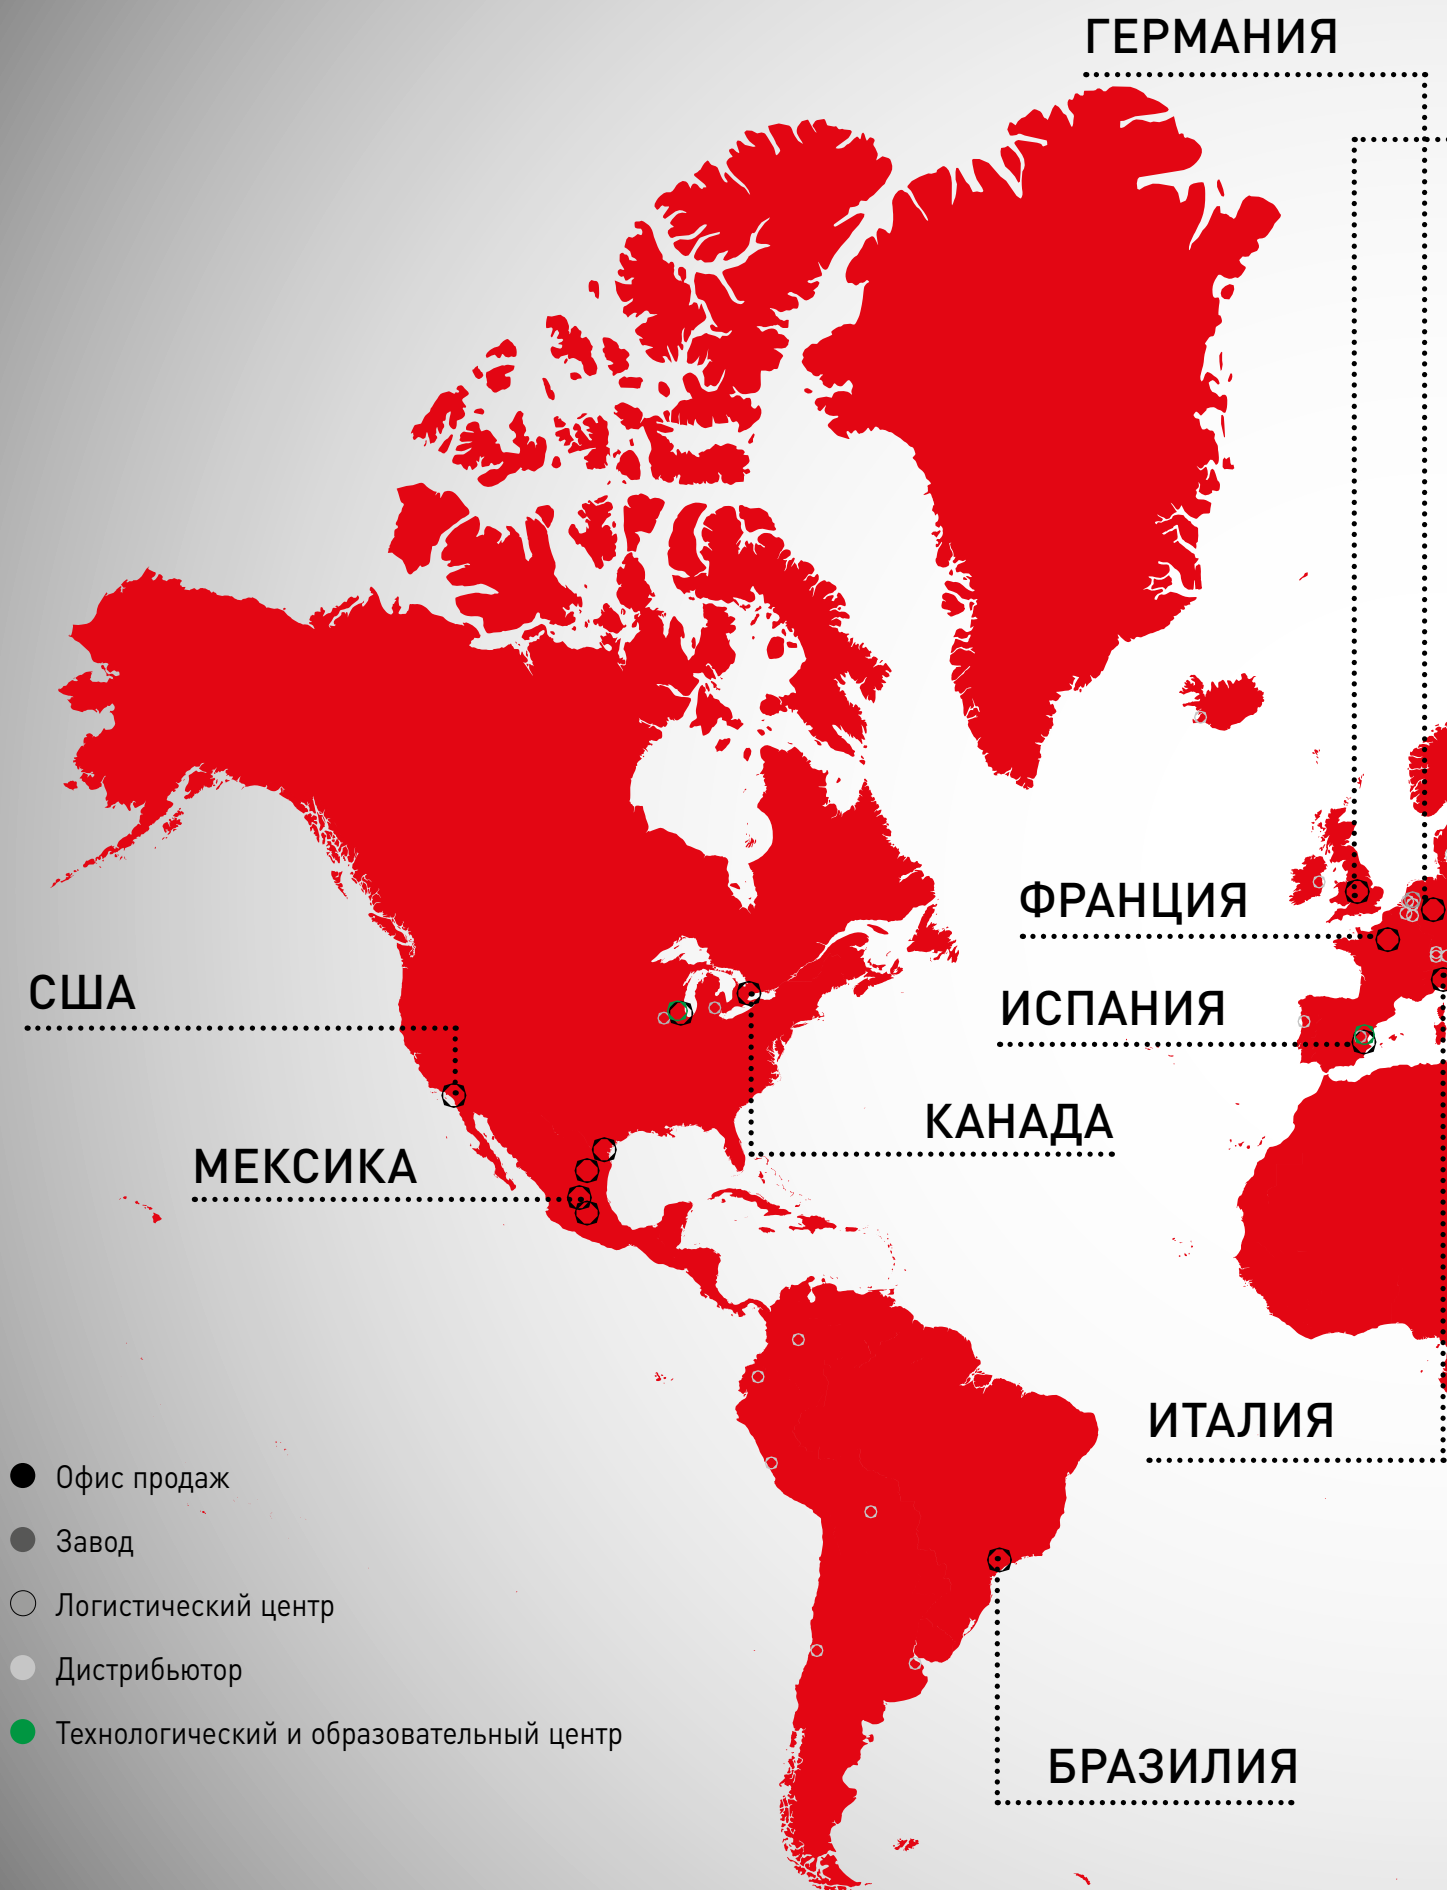 ГЕРМАНИЯ
ФРАНЦИЯ
США
ИСПАНИЯ
КАНАДА
МЕКСИКА
ИТАЛИЯ
Офис продаж
Завод
Логистический центр
Дистрибьютор
Технологический и образовательный центр
БРАЗИЛИЯ